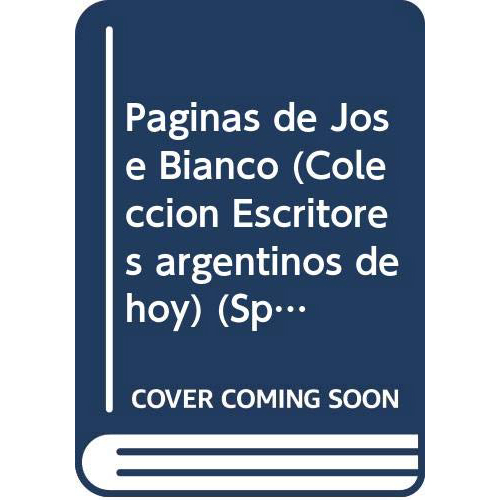 Paginas de Jos
e Bianco (Cole
ccion Escritore
s argentinos de
hoy) (Sp...
COVER COMING SOON